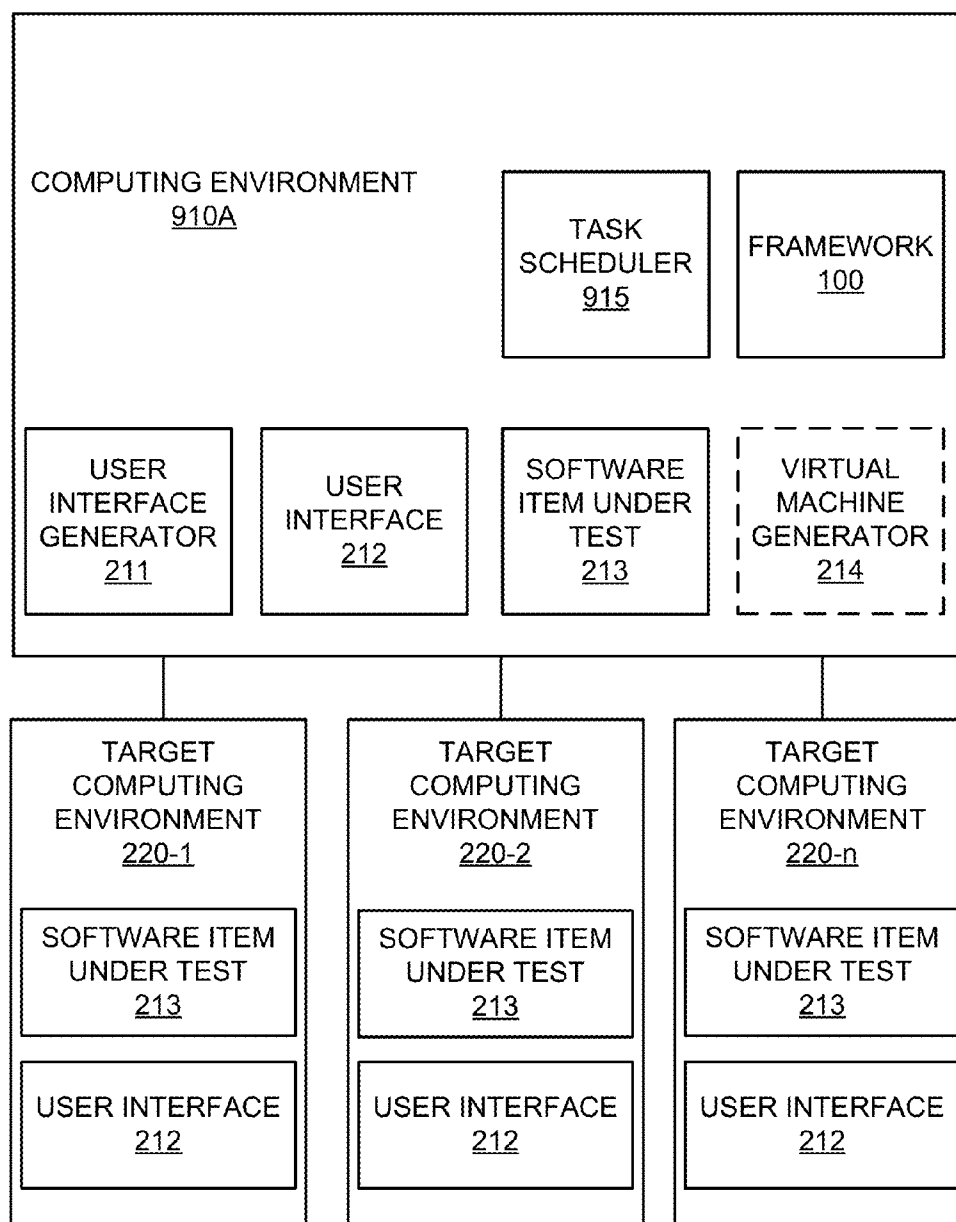 COMPUTING ENVIRONMENT
910A
TASK
SCHEDULER
915
FRAMEWORK
100
USER
INTERFACE
GENERATOR
211
USER
INTERFACE
212
SOFTWARE
ITEM UNDER
TEST
213
VIRTUAL
MACHINE
GENERATOR
214
TARGET
COMPUTING
ENVIRONMENT
220-1
SOFTWARE ITEM
UNDER TEST
213
USER INTERFACE
212
TARGET
COMPUTING
ENVIRONMENT
220-2
SOFTWARE ITEM
UNDER TEST
213
USER INTERFACE
212
TARGET
COMPUTING
ENVIRONMENT
220-n
SOFTWARE ITEM
UNDER TEST
213
USER INTERFACE
212